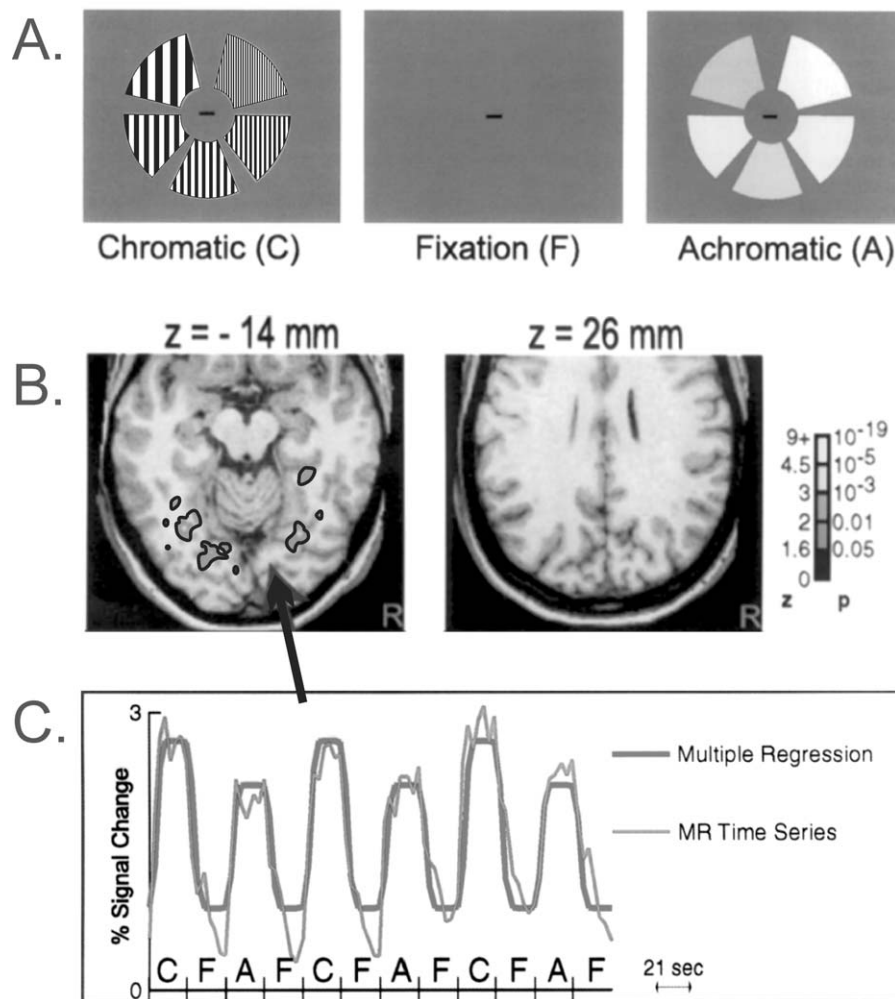 A.
Chromatic (C)
Fixation (F)
Achromatic (A)
B.
z = - 14 mm
z = 26 mm
R
R
9+ 10-19
4.5 10-5
3 10-3
2 0.01
1.6 0.05
0
z p
C.
3
% Signal Change
0
Multiple Regression
MR Time Series
C F A F C F A F C F A F
21 sec